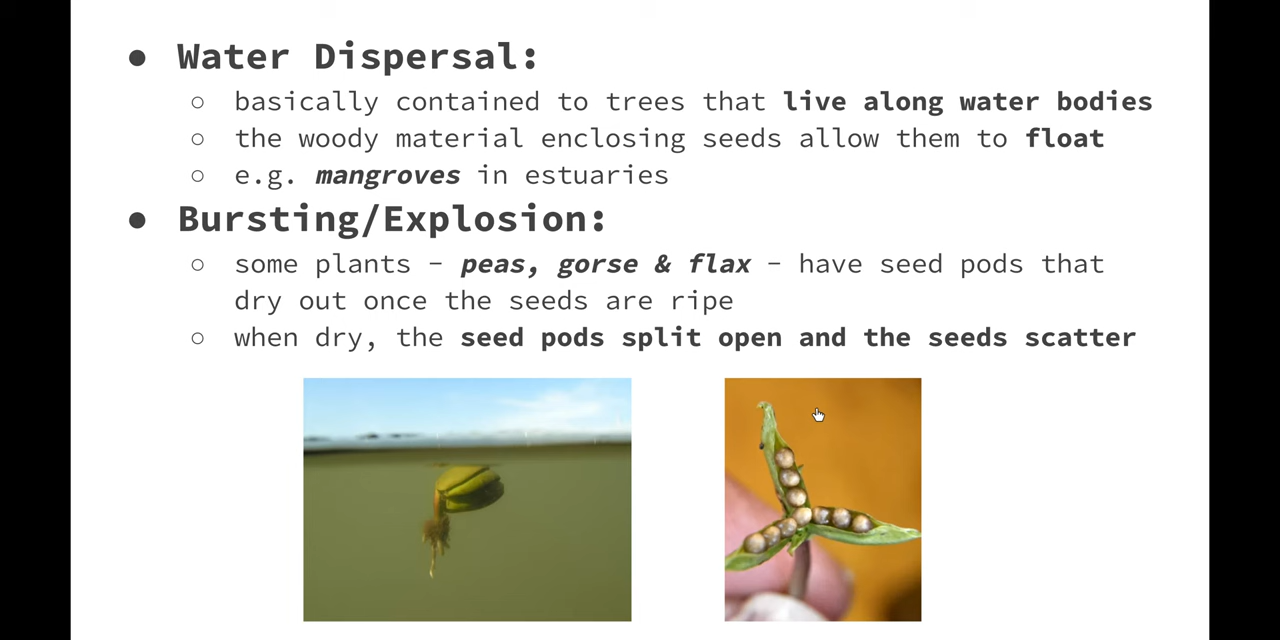 ● Water Dispersal:
○ basically contained to trees that live along water bodies
○ the woody material enclosing seeds allow them to float
○ e.g. mangroves in estuaries
● Bursting/Explosion:
○ some plants - peas, gorse & flax - have seed pods that
dry out once the seeds are ripe
○ when dry, the seed pods split open and the seeds scatter